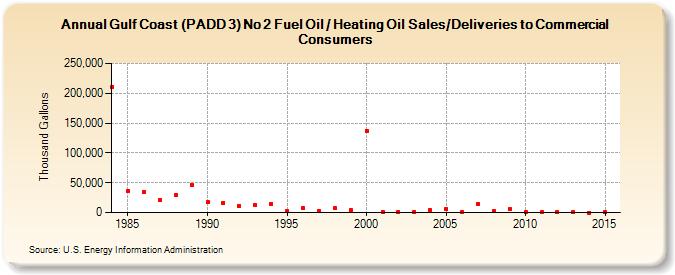 Annual Gulf Coast (PADD 3) No 2 Fuel Oil / Heating Oil Sales/Deliveries to Commercial
Consumers
Thousand Gallons
250,000
200,000
150,000
100,000
50,000
0
1985 1990 1995 2000 2005 2010 2015
Source: U.S. Energy Information Administration